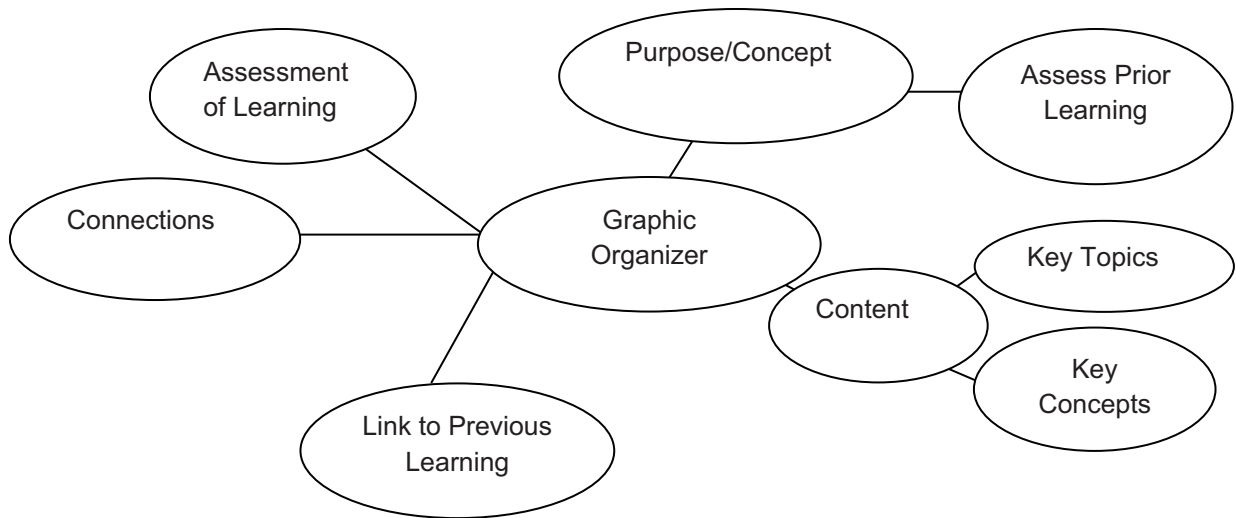 Purpose/Concept
Assessment
of Learning
Assess Prior
Learning
Connections
Graphic
Organizer
Key Topics
Content
Key
Concepts
Link to Previous
Learning